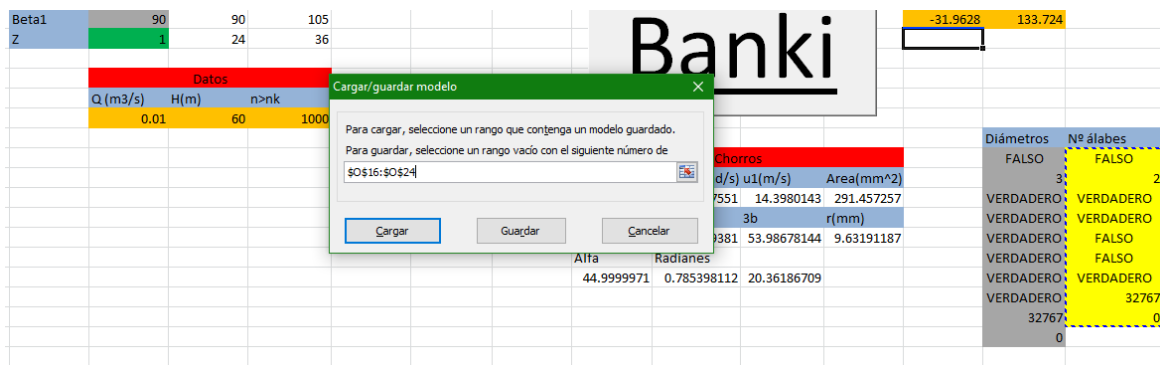 Beta1 90 90 105 -31.9628 133.724
Z 1 24 36
Banki
Datos
Q (m3/s) H(m) n>nk
0.01 60 1000
Cargar/guardar modelo
Para cargar, seleccione un rango que contenga un modelo guardado.
Para guardar, seleccione un rango vacío con el siguiente número de
$O$16:$O$24
Cargar Guardar Cancelar
Diámetros Nº álabes
Chorros FALSO FALSO
d/s) u1(m/s) Area(mm^2) 3 2
7551 14.3980143 291.457257 VERDADERO VERDADERO
3b r(mm) VERDADERO VERDADERO
9381 53.98678144 9.63191187 VERDADERO FALSO
Alfa Radianes VERDADERO FALSO
44.9999971 0.785398112 20.36186709 VERDADERO VERDADERO
VERDADERO 32767
32767 0
0